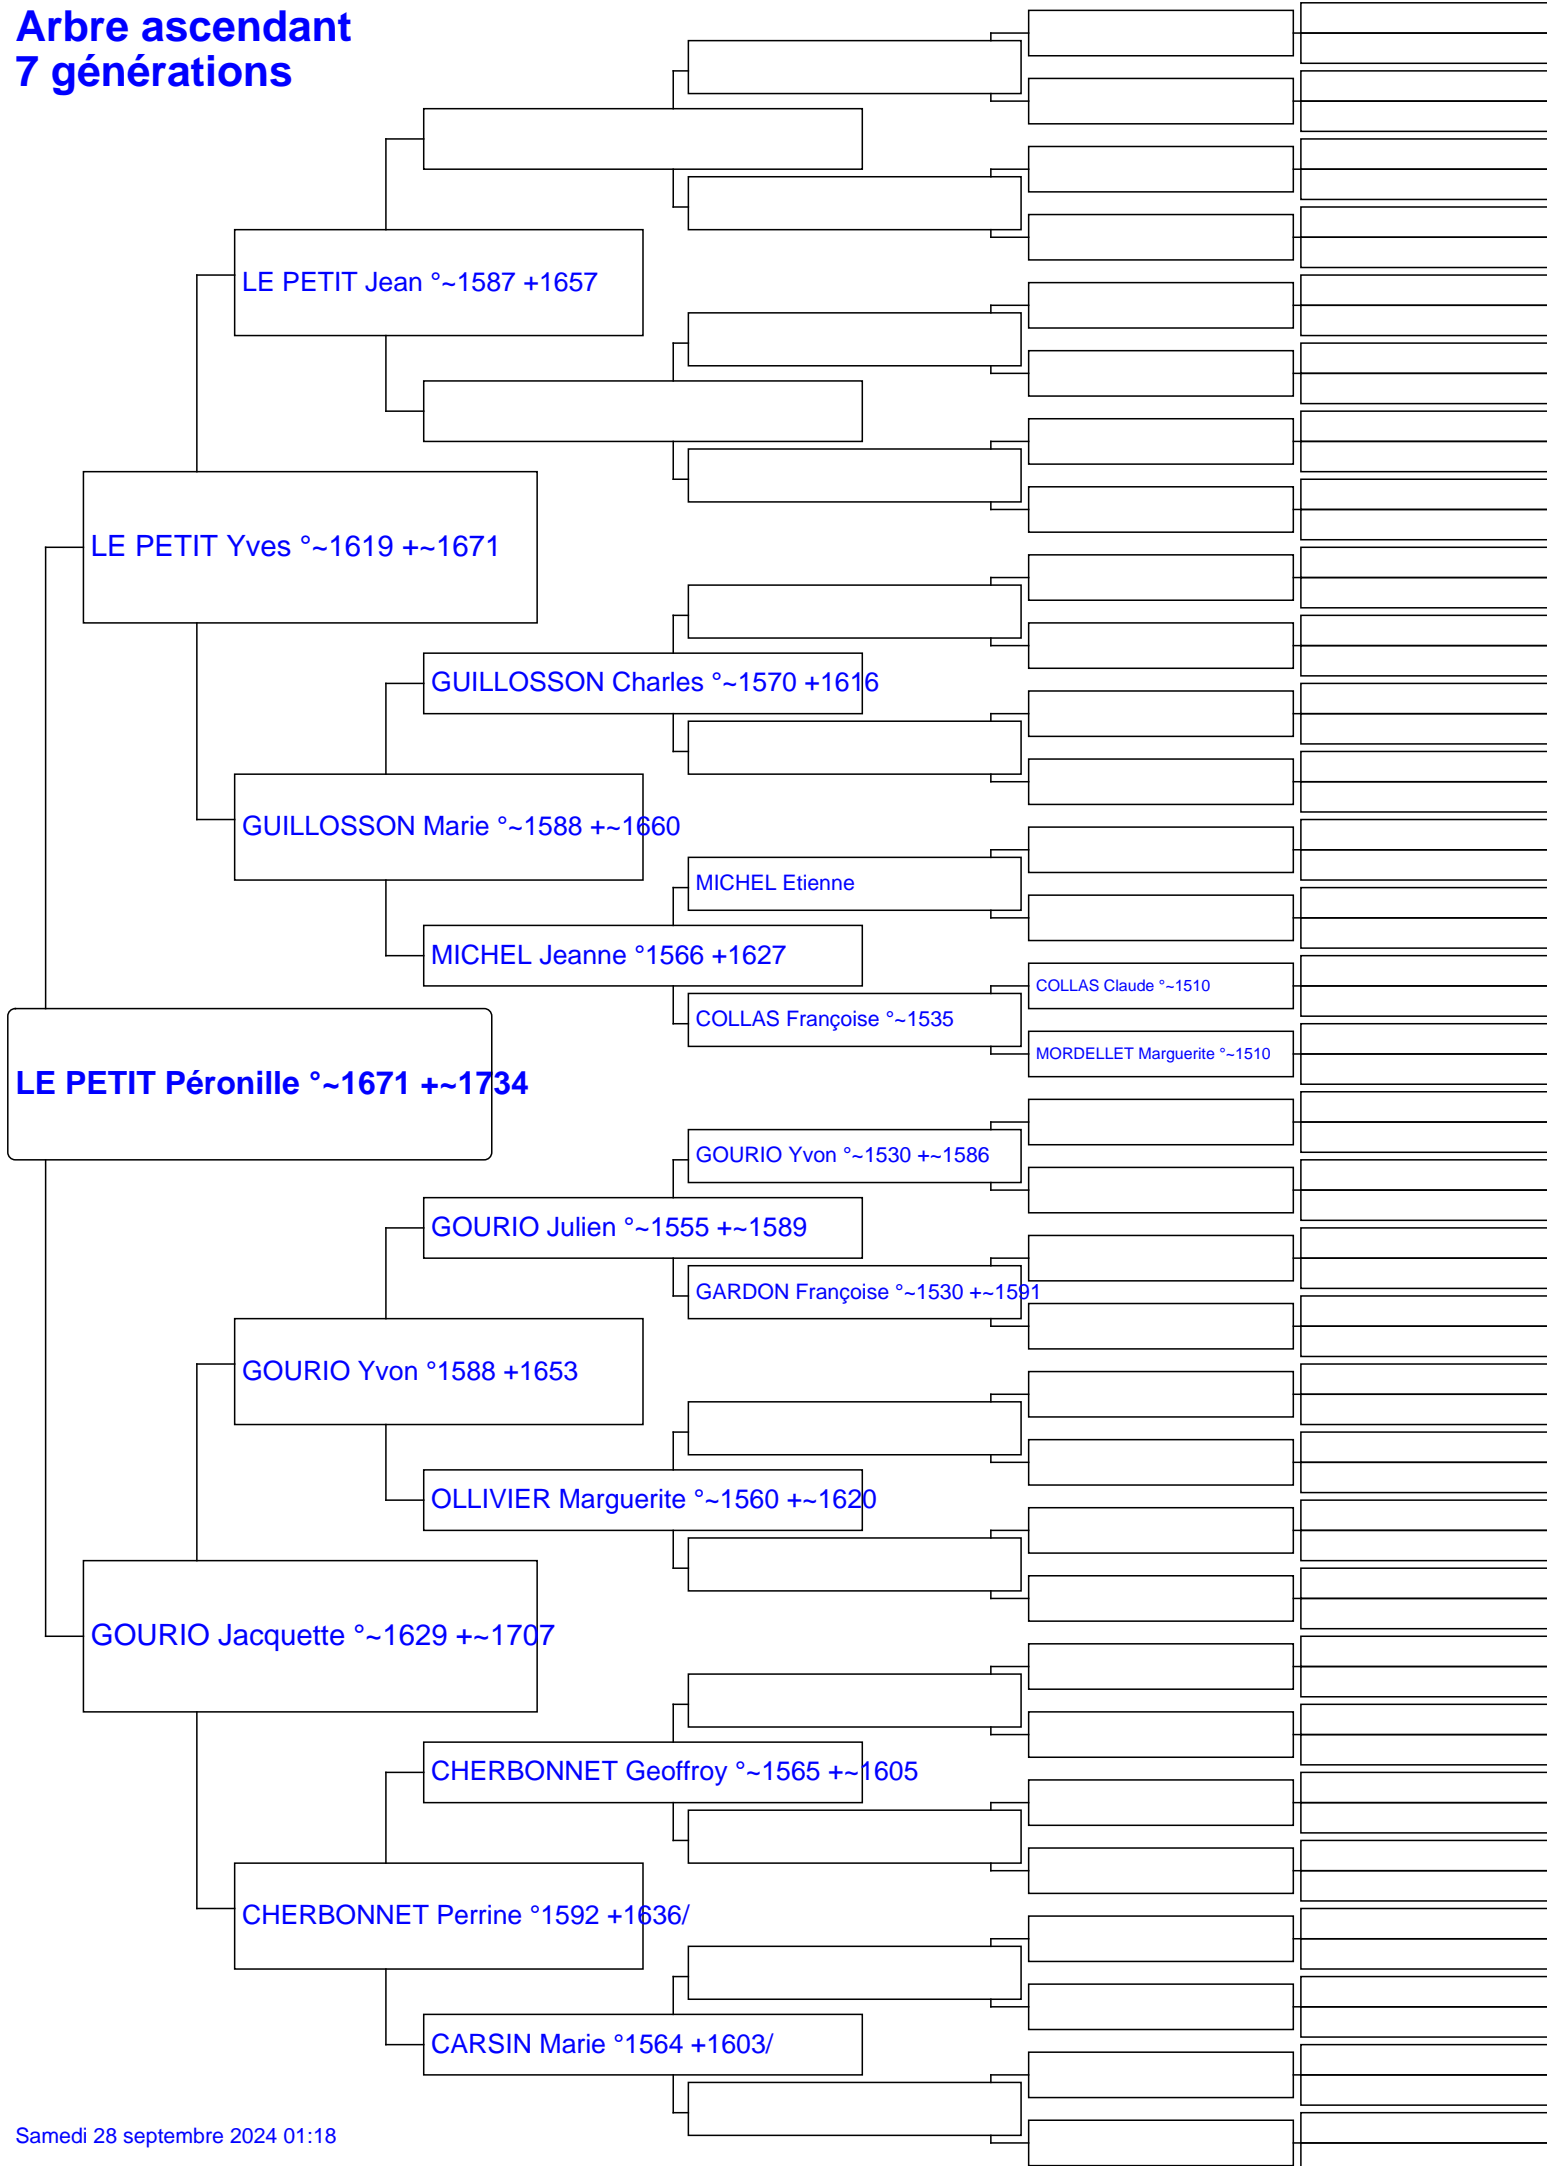 Arbre ascendant
7 générations
LE PETIT Jean °~1587 +1657
LE PETIT Yves °~1619 +~1671
GUILLOSSON Charles °~1570 +1616
GUILLOSSON Marie °~1588 +~1660
MICHEL Etienne
MICHEL Jeanne °1566 +1627
COLLAS Claude °~1510
COLLAS Françoise °~1535
MORDELLET Marguerite °~1510
LE PETIT Péronille °~1671 +~1734
GOURIO Yvon °~1530 +~1586
GOURIO Julien °~1555 +~1589
GARDON Françoise °~1530 +~1591
GOURIO Yvon °1588 +1653
OLLIVIER Marguerite °~1560 +~1620
GOURIO Jacquette °~1629 +~1707
CHERBONNET Geoffroy °~1565 +~1605
CHERBONNET Perrine °1592 +1636/
CARSIN Marie °1564 +1603/
Samedi 28 septembre 2024 01:18